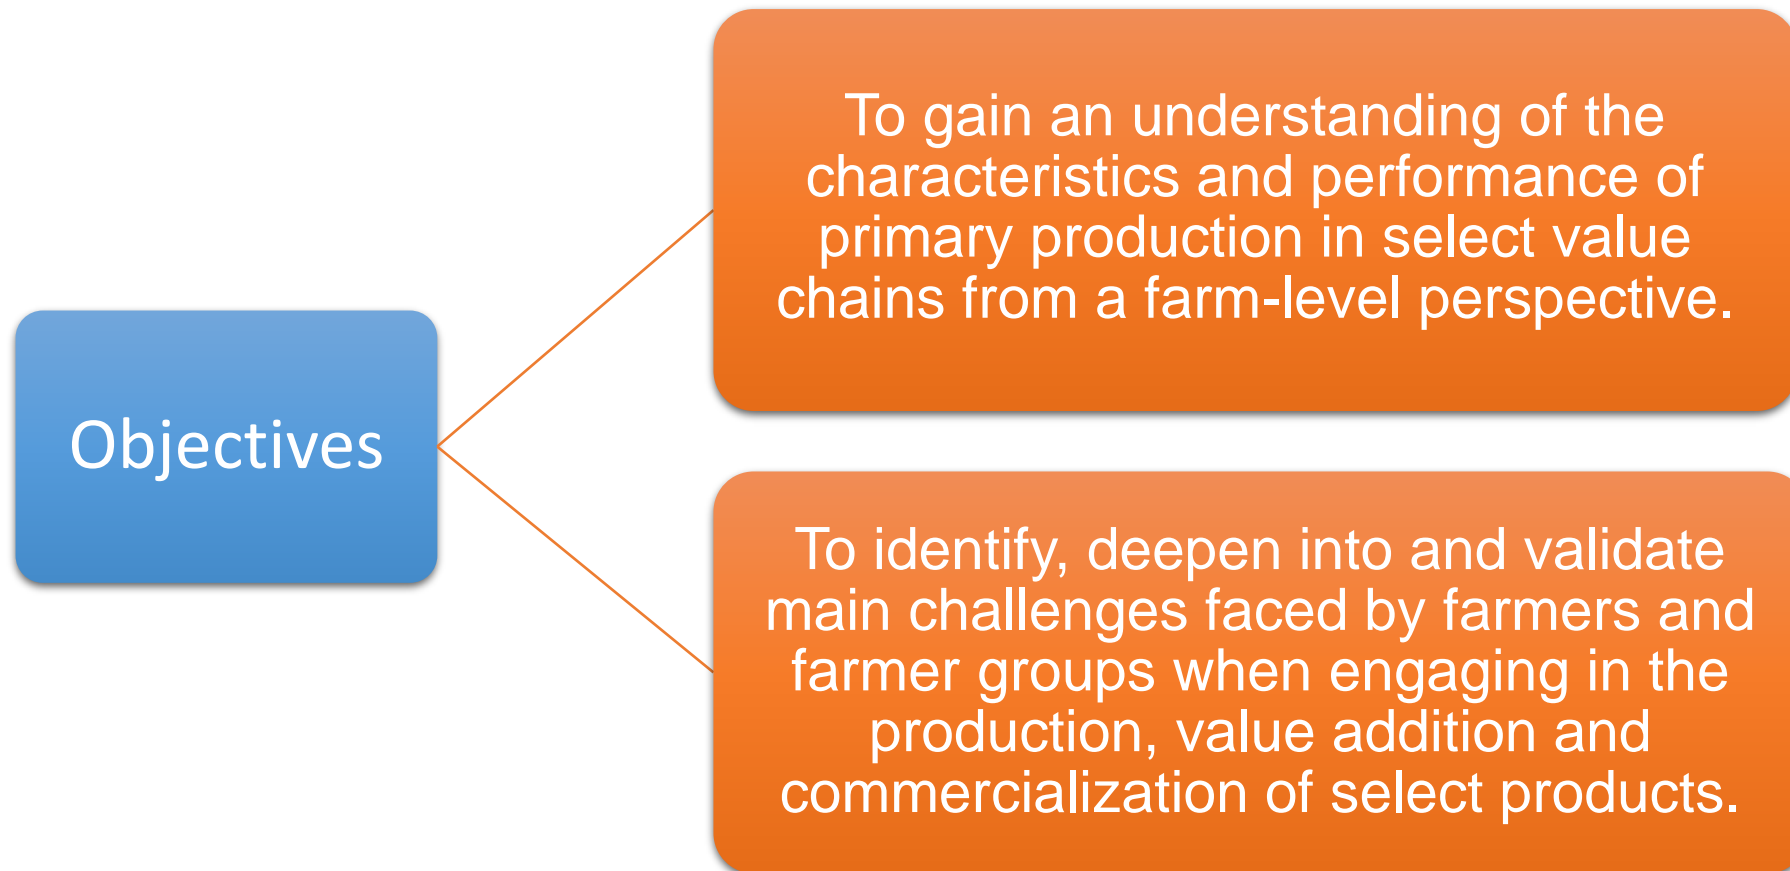 Objectives
To gain an understanding of the
characteristics and performance of
primary production in select value
chains from a farm-level perspective.
To identify, deepen into and validate
main challenges faced by farmers and
farmer groups when engaging in the
production, value addition and
commercialization of select products.